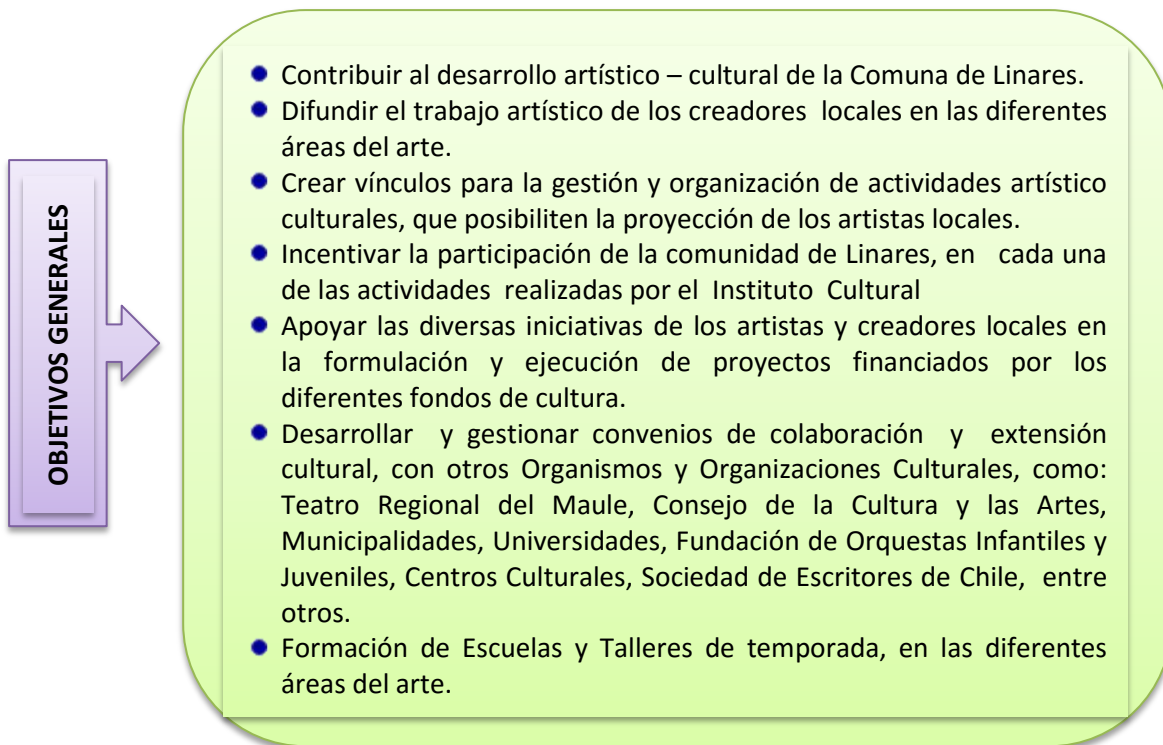 OBJETIVOS GENERALES
Contribuir al desarrollo artístico – cultural de la Comuna de Linares.
Difundir el trabajo artístico de los creadores locales en las diferentes
áreas del arte.
Crear vínculos para la gestión y organización de actividades artístico
culturales, que posibiliten la proyección de los artistas locales.
Incentivar la participación de la comunidad de Linares, en cada una
de las actividades realizadas por el Instituto Cultural
Apoyar las diversas iniciativas de los artistas y creadores locales en
la formulación y ejecución de proyectos financiados por los
diferentes fondos de cultura.
Desarrollar y gestionar convenios de colaboración y extensión
cultural, con otros Organismos y Organizaciones Culturales, como:
Teatro Regional del Maule, Consejo de la Cultura y las Artes,
Municipalidades, Universidades, Fundación de Orquestas Infantiles y
Juveniles, Centros Culturales, Sociedad de Escritores de Chile, entre
otros.
Formación de Escuelas y Talleres de temporada, en las diferentes
áreas del arte.